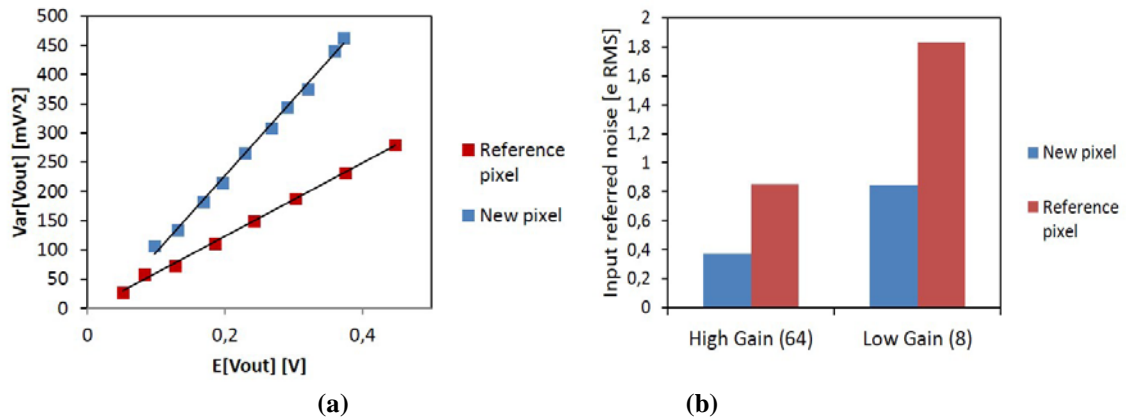 500
450
400
350
300
250
200
150
100
50
0
Var[Vout] [mV^2]
0
0,2
0,4
E[Vout] [V]
Reference
pixel
New pixel
(a)
2
1,8
1,6
1,4
1,2
1
0,8
0,6
0,4
0,2
0
Input referred noise [e RMS]
High Gain (64)
Low Gain (8)
New pixel
Reference
pixel
(b)